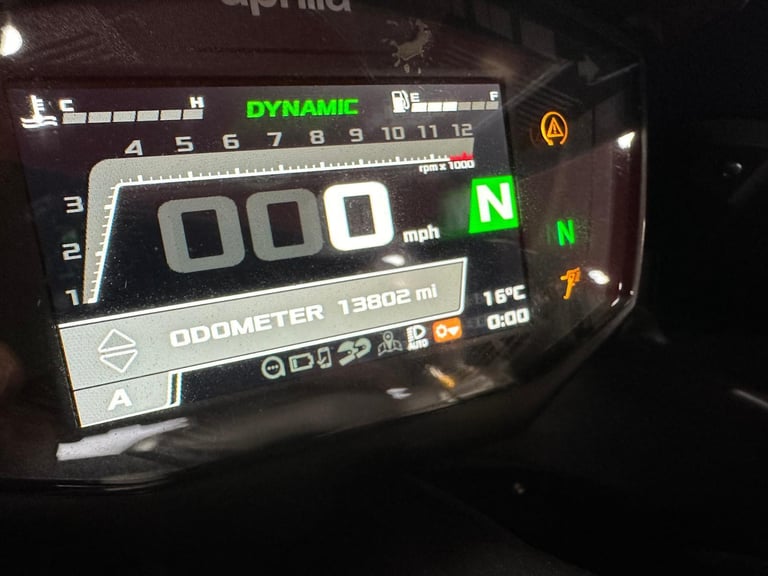 aprilia
C H DYNAMIC E F
4 5 6 7 8 9 10 11 12
rpm x 1000
3
2
1
000 mph N
N
ODOMETER 13802 mi
16°C
0:00
AUTO
A